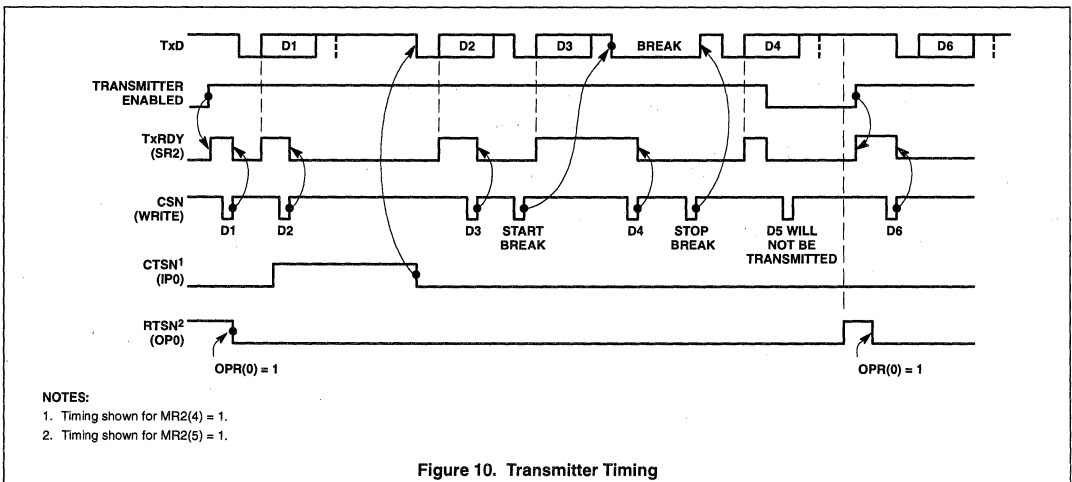 TxD
D1
D2
D3
BREAK
D4
D6
TRANSMITTER
ENABLED
TxRDY
(SR2)
CSN
(WRITE)
D1
D2
D3
START
BREAK
D4
STOP
BREAK
D5 WILL
NOT BE
TRANSMITTED
D6
CTSN1
(IP0)
RTSN2
(OP0)
OPR(0) = 1
OPR(0) = 1
NOTES:
1. Timing shown for MR2(4) = 1.
2. Timing shown for MR2(5) = 1.
Figure 10. Transmitter Timing